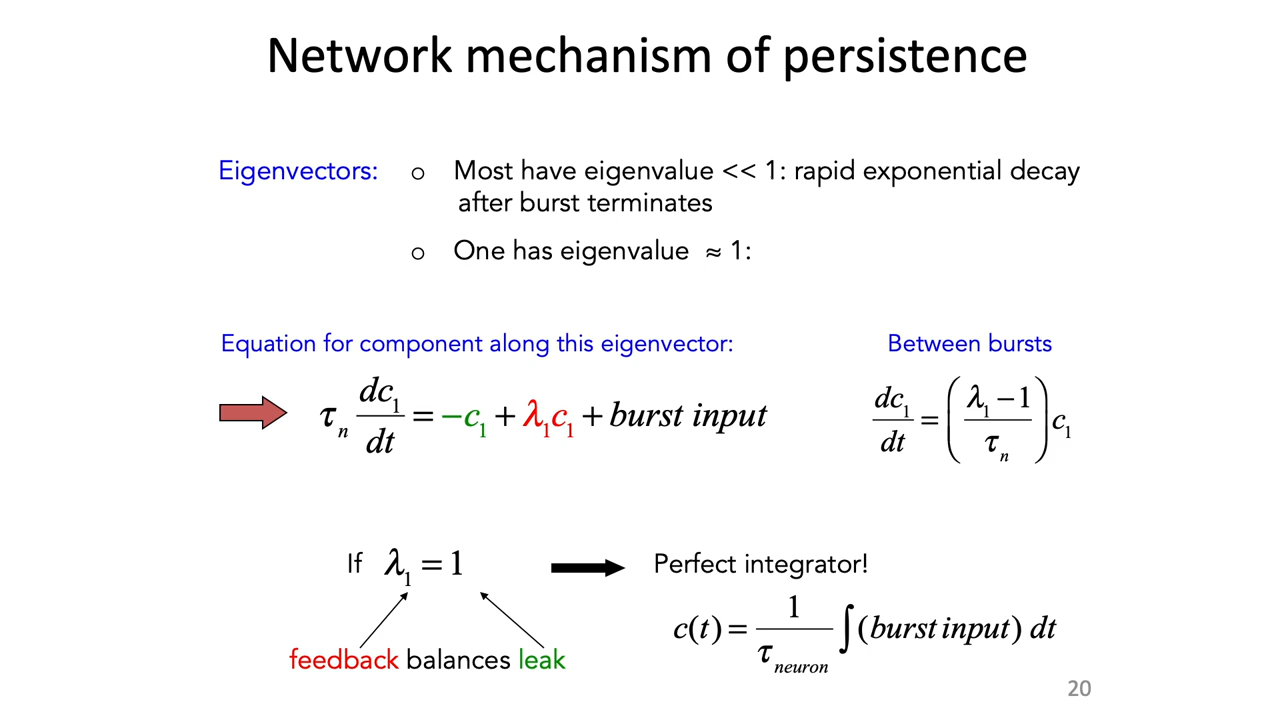 Network mechanism of persistence
Eigenvectors: o Most have eigenvalue << 1: rapid exponential decay
after burst terminates
o One has eigenvalue ≈ 1:
Equation for component along this eigenvector:
Between bursts
τₙ dc₁/dt = −c₁ + λ₁c₁ + burst input
dc₁/dt = ((λ₁ − 1)/τₙ) c₁
If λ₁ = 1
Perfect integrator!
c(t) = 1/τ_neuron ∫(burst input) dt
feedback balances leak
20